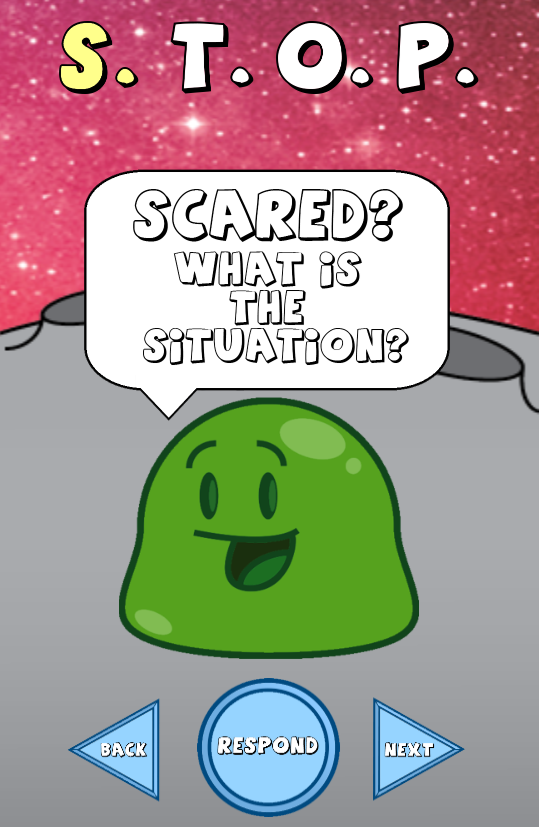 S. T. O. P.
SCARED?
WHAT iS
THE
SiTUATiON?
BACK
RESPOND
NEXT